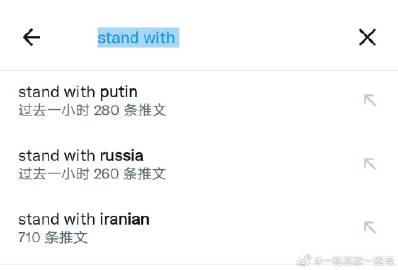 stand with
stand with putin
过去一小时 280 条推文
stand with russia
过去一小时 260 条推文
stand with iranian
710 条推文